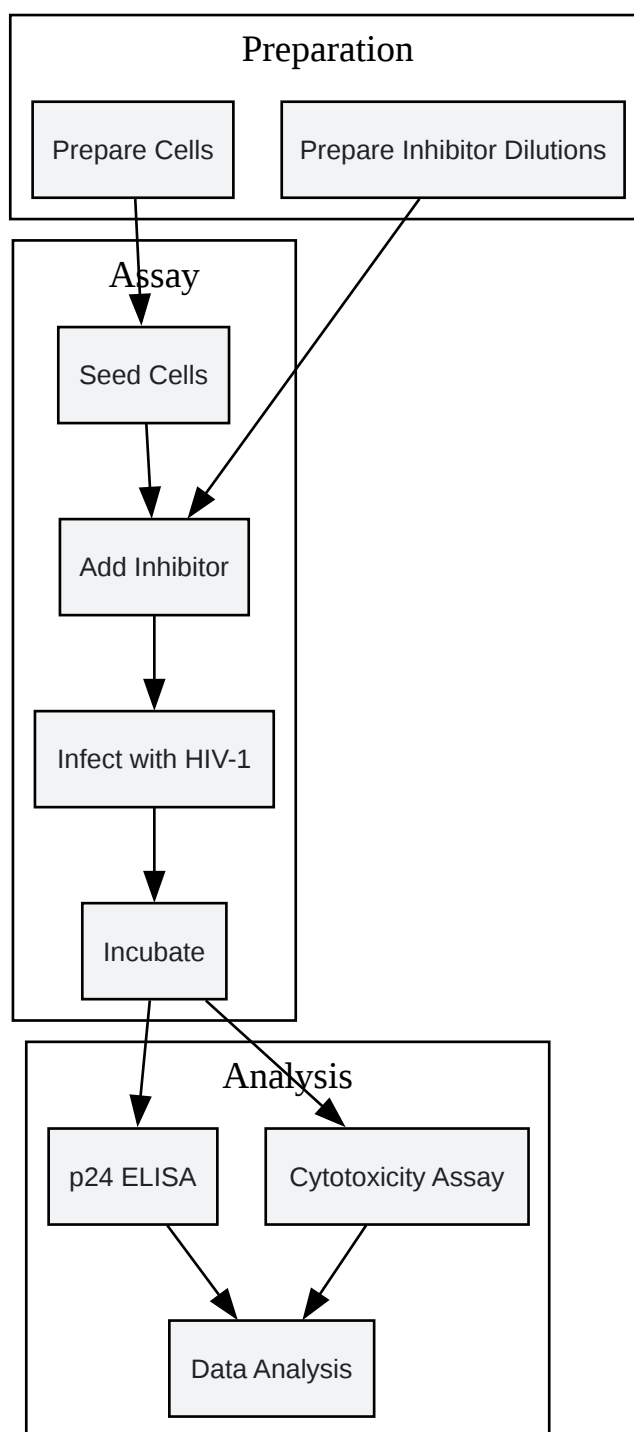 Preparation
Prepare Cells
Prepare Inhibitor Dilutions
Assay
Seed Cells
Add Inhibitor
Infect with HIV-1
Incubate
Analysis
p24 ELISA
Cytotoxicity Assay
Data Analysis